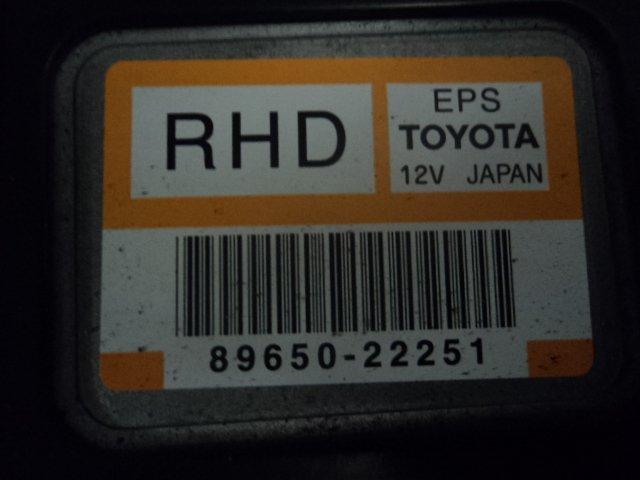 RHD
EPS
TOYOTA
12V JAPAN
89650-22251